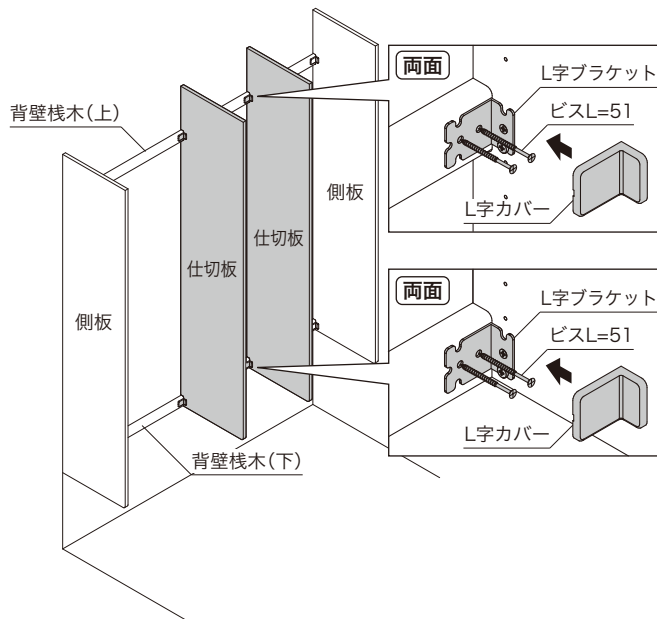 両面
L字ブラケット
ビスL=51
L字カバー
背壁桟木(上)
側板
仕切板
仕切板
側板
両面
L字ブラケット
ビスL=51
L字カバー
背壁桟木(下)